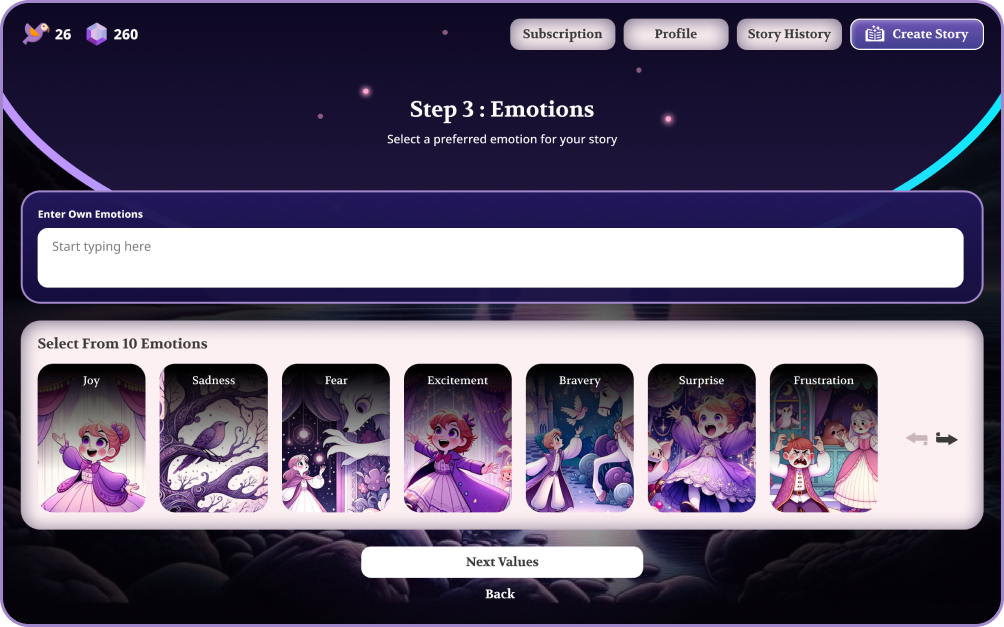 26 260 Subscription Profile Story History Create Story
Step 3 : Emotions
Select a preferred emotion for your story
Enter Own Emotions
Start typing here
Select From 10 Emotions
Joy Sadness Fear Excitement Bravery Surprise Frustration
Next Values
Back